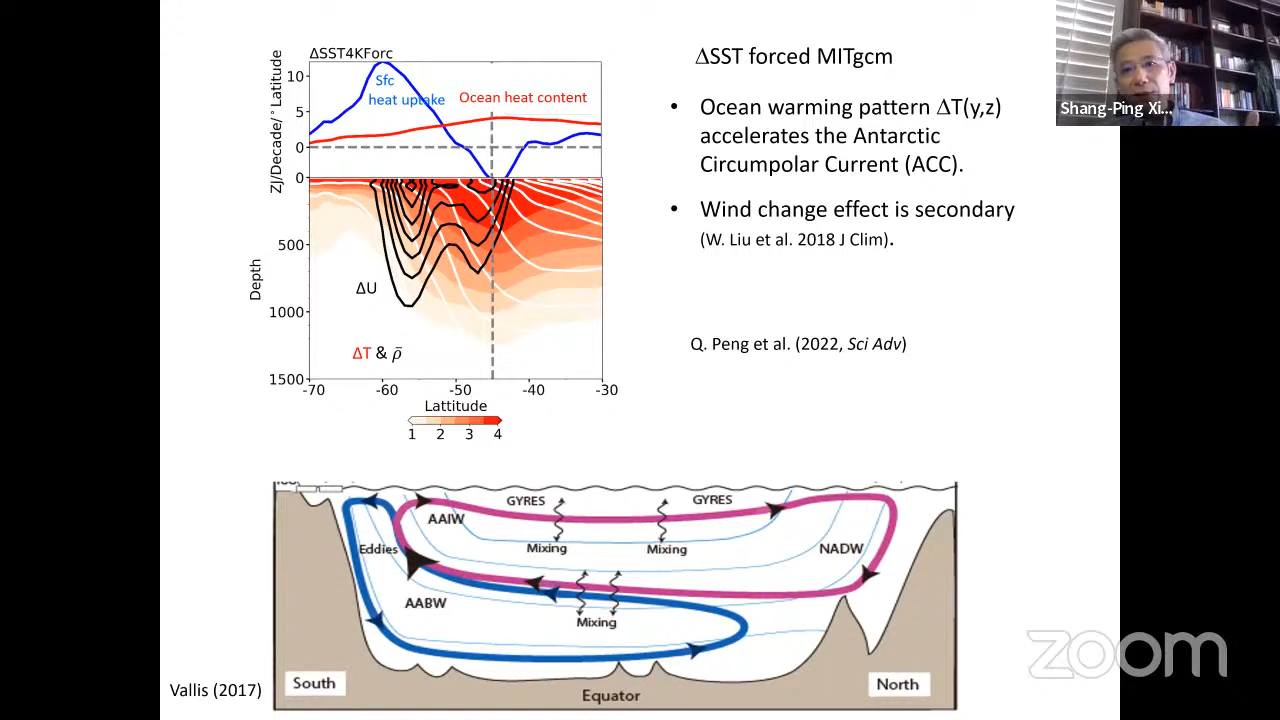 ΔSST4KForc
ZJ/Decade/° Latitude
10
5
0
Sfc
heat uptake
Ocean heat content
Depth
0
500
1000
1500
ΔU
ΔT & ρ̄
-70 -60 -50 -40 -30
Lattitude
1 2 3 4
ΔSST forced MITgcm
• Ocean warming pattern ΔT(y,z)
accelerates the Antarctic
Circumpolar Current (ACC).
• Wind change effect is secondary
(W. Liu et al. 2018 J Clim).
Q. Peng et al. (2022, Sci Adv)
Shang-Ping Xi...
GYRES GYRES
AAIW
Mixing Mixing
Eddies
NADW
AABW
Mixing
South
Equator
North
Vallis (2017)
zoom